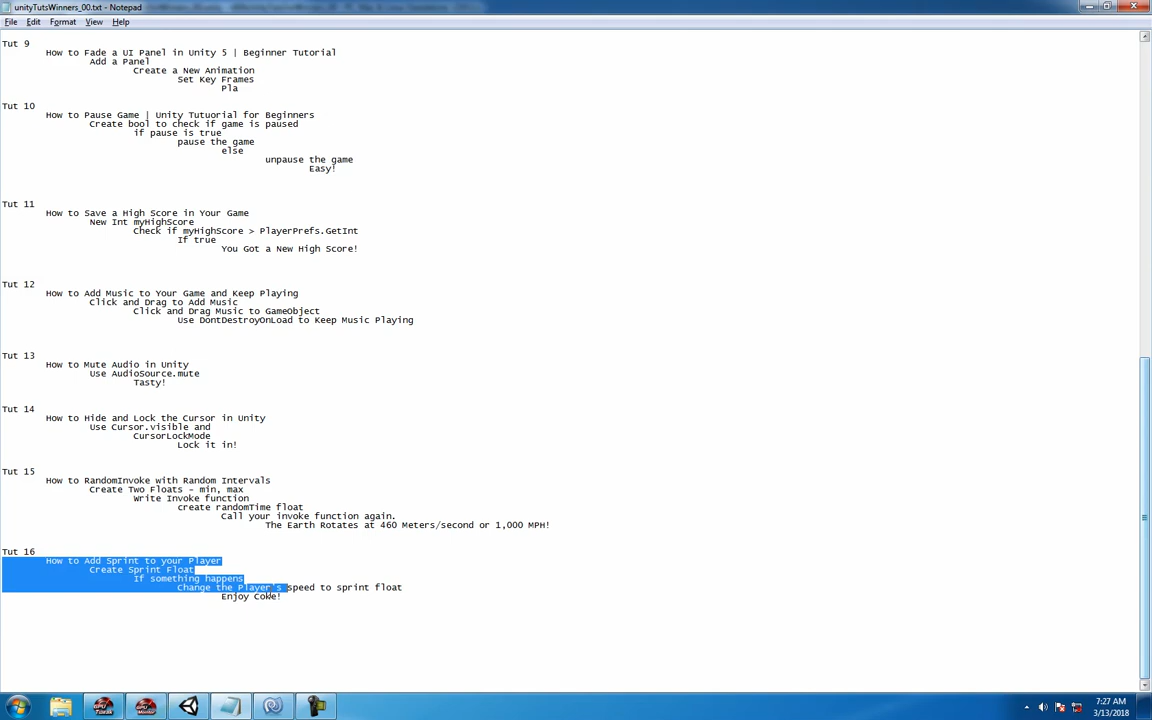 unityTutsWinners_00.txt - Notepad
File Edit Format View Help
Tut 9
How to Fade a UI Panel in Unity 5 | Beginner Tutorial
Add a Panel
Create a New Animation
Set Key Frames
Pla
Tut 10
How to Pause Game | Unity Tutuorial for Beginners
Create bool to check if game is paused
if pause is true
pause the game
else
unpause the game
Easy!
Tut 11
How to Save a High Score in Your Game
New Int myHighScore
Check if myHighScore > PlayerPrefs.GetInt
If true
You Got a New High Score!
Tut 12
How to Add Music to Your Game and Keep Playing
Click and Drag to Add Music
Click and Drag Music to GameObject
Use DontDestroyOnLoad to Keep Music Playing
Tut 13
How to Mute Audio in Unity
Use AudioSource.mute
Tasty!
Tut 14
How to Hide and Lock the Cursor in Unity
Use Cursor.visible and
CursorLockMode
Lock it in!
Tut 15
How to RandomInvoke with Random Intervals
Create Two Floats - min, max
Write Invoke function
create randomTime float
Call your invoke function again.
The Earth Rotates at 460 Meters/second or 1,000 MPH!
Tut 16
How to Add Sprint to your Player
Create Sprint Float
If something happens
Change the Player's speed to sprint float
Enjoy Coke!
7:27 AM
3/13/2018